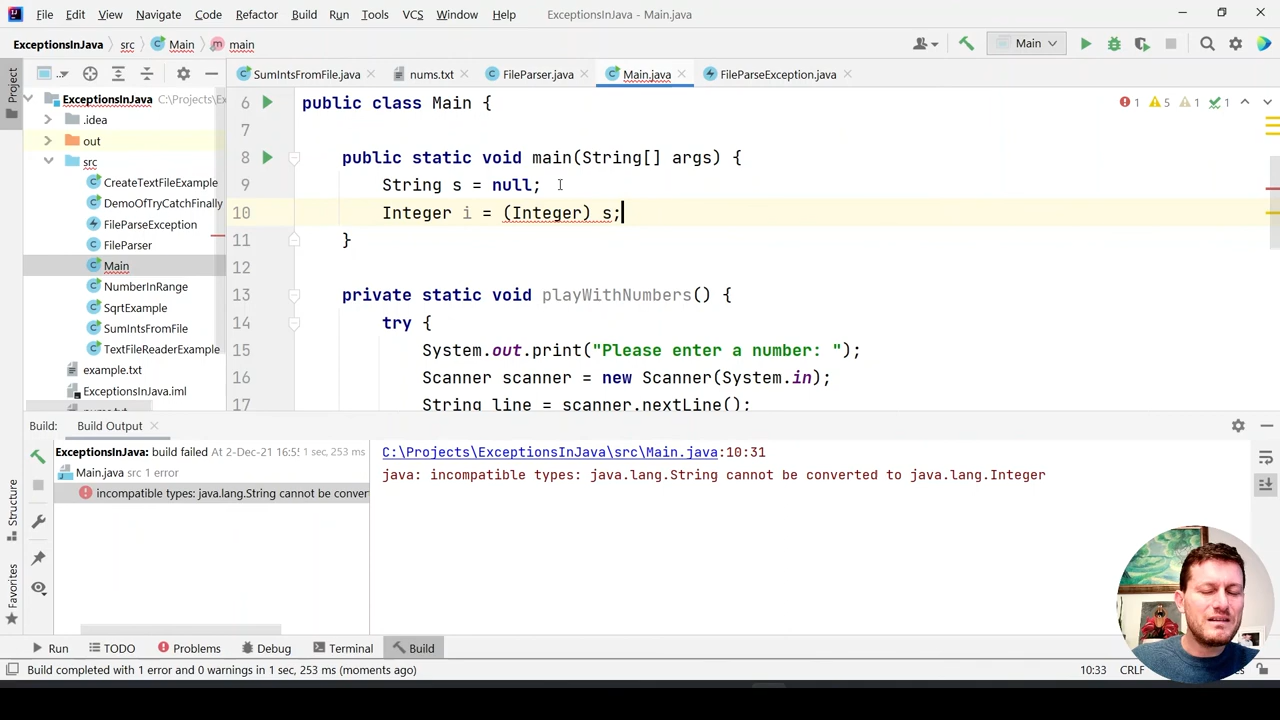 File Edit View Navigate Code Refactor Build Run Tools VCS Window Help ExceptionsInJava - Main.java
ExceptionsInJava src Main main Main
Project
SumIntsFromFile.java nums.txt FileParser.java Main.java FileParseException.java
ExceptionsInJava C:\Projects\Ex
.idea
out
src
CreateTextFileExample
DemoOfTryCatchFinally
FileParseException
FileParser
Main
NumberInRange
SqrtExample
SumIntsFromFile
TextFileReaderExample
example.txt
ExceptionsInJava.iml
1 5 1 1
6 public class Main {
7
8 public static void main(String[] args) {
9 String s = null;
10 Integer i = (Integer) s;
11 }
12
13 private static void playWithNumbers() {
14 try {
15 System.out.print("Please enter a number: ");
16 Scanner scanner = new Scanner(System.in);
17 String line = scanner.nextLine();
Build: Build Output
ExceptionsInJava: build failed At 2-Dec-21 16:5 1 sec, 253 ms
Main.java src 1 error
incompatible types: java.lang.String cannot be conver
C:\Projects\ExceptionsInJava\src\Main.java:10:31
java: incompatible types: java.lang.String cannot be converted to java.lang.Integer
Structure
Favorites
Run TODO Problems Debug Terminal Build
Build completed with 1 error and 0 warnings in 1 sec, 253 ms (moments ago) 10:33 CRLF